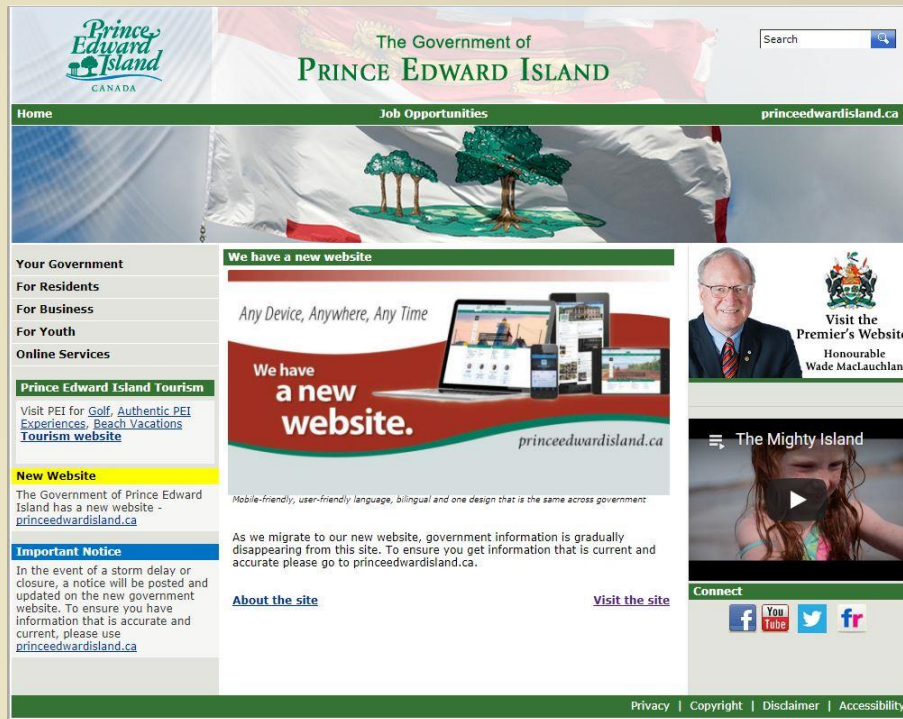 Prince
Edward
Island
CANADA
The Government of
PRINCE EDWARD ISLAND
Search
Home
Job Opportunities
princeedwardisland.ca
Your Government
For Residents
For Business
For Youth
Online Services
Prince Edward Island Tourism
Visit PEI for Golf, Authentic PEI
Experiences, Beach Vacations
Tourism website
New Website
The Government of Prince Edward
Island has a new website -
princeedwardisland.ca
Important Notice
In the event of a storm delay or
closure, a notice will be posted and
updated on the new government
website. To ensure you have
information that is accurate and
current, please use
princeedwardisland.ca
We have a new website
Any Device, Anywhere, Any Time
We have
a new
website.
princeedwardisland.ca
Mobile-friendly, user-friendly language, bilingual and one design that is the same across government
As we migrate to our new website, government information is gradually
disappearing from this site. To ensure you get information that is current and
accurate please go to princeedwardisland.ca.
About the site
Visit the site
Visit the
Premier's Website
Honourable
Wade MacLauchlan
The Mighty Island
Connect
f
You
Tube
fr
Privacy | Copyright | Disclaimer | Accessibility